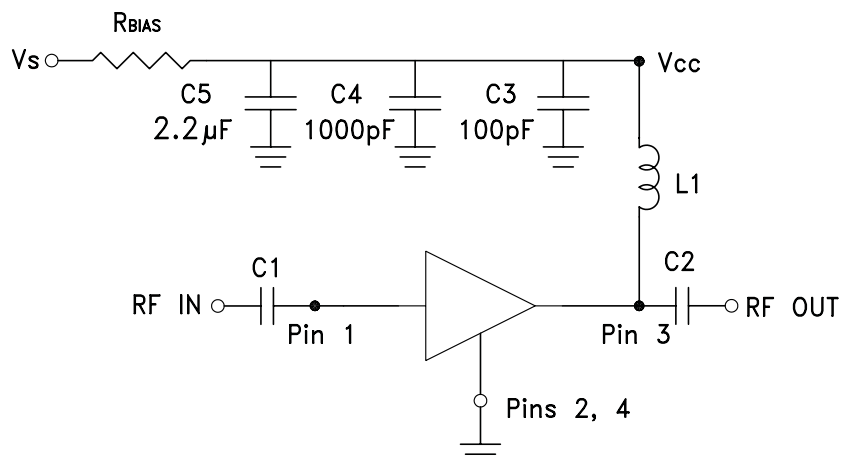 RBIAS
Vs
Vcc
C5
2.2µF
C4
1000pF
C3
100pF
L1
C1
C2
RF IN
RF OUT
Pin 1
Pin 3
Pins 2, 4